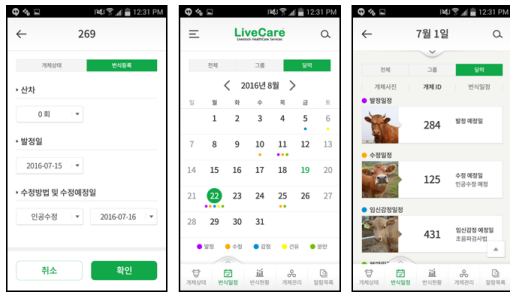 12:31 PM
269
개체상태
번식등록
산차
0 회
발정일
2016-07-15
수정방법 및 수정예정일
인공수정
2016-07-16
취소
확인
12:31 PM
LiveCare
Livestock Healthcare Services
전체
그룹
달력
2016년 8월
일 월 화 수 목 금 토
1 2 3 4 5 6
7 8 9 10 11 12 13
14 15 16 17 18 19 20
21 22 23 24 25 26 27
28 29 30 31
발정 수정 감정 건유 분만
개체상태 번식일정 번식현황 개체관리 알람목록
12:31 PM
7월 1일
전체
그룹
달력
개체사진 개체 ID 번식일정
발정일정
284
발정 예정일
수정일정
125
수정 예정일
인공수정 예정
임신감정일정
431
임신감정 예정일
초음파검사법
개체상태 번식일정 번식현황 개체관리 알람목록